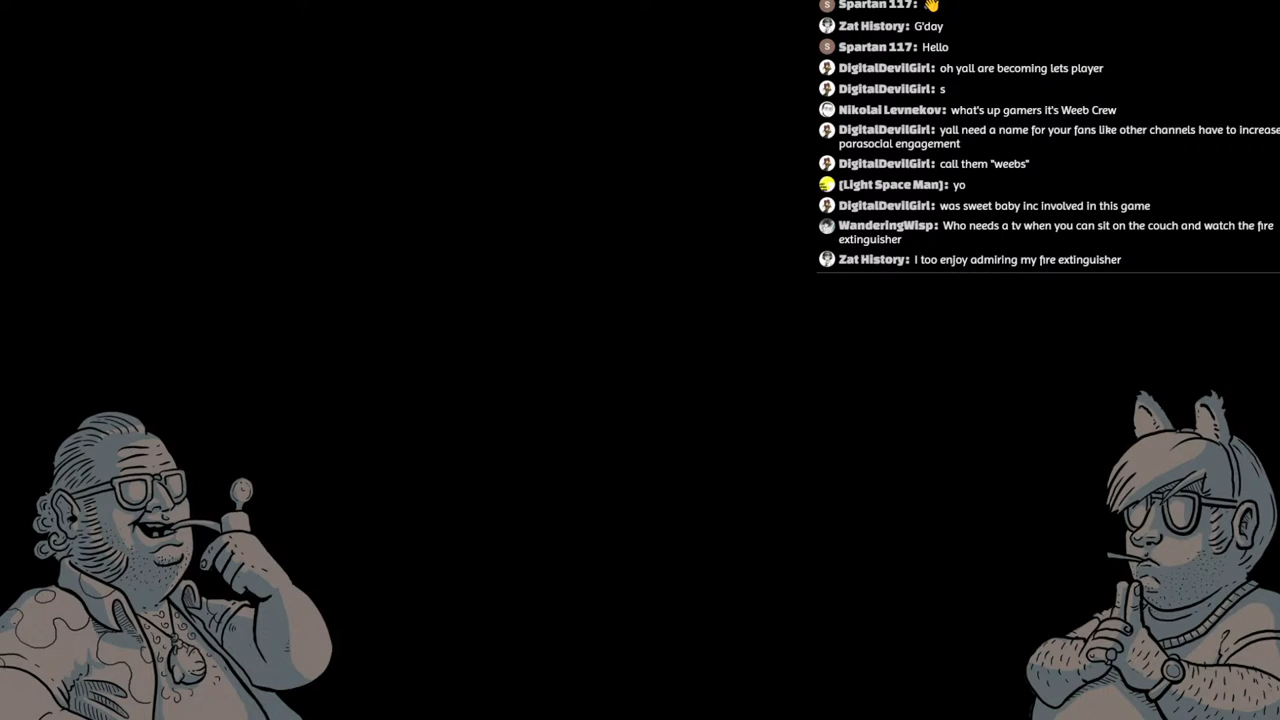 Spartan 117: 👋
Zat History: G'day
S Spartan 117: Hello
DigitalDevilGirl: oh yall are becoming lets player
DigitalDevilGirl: s
Nikolai Levnekov: what's up gamers it's Weeb Crew
DigitalDevilGirl: yall need a name for your fans like other channels have to increase
parasocial engagement
DigitalDevilGirl: call them "weebs"
[Light Space Man]: yo
DigitalDevilGirl: was sweet baby inc involved in this game
WanderingWisp: Who needs a tv when you can sit on the couch and watch the fire
extinguisher
Zat History: I too enjoy admiring my fire extinguisher